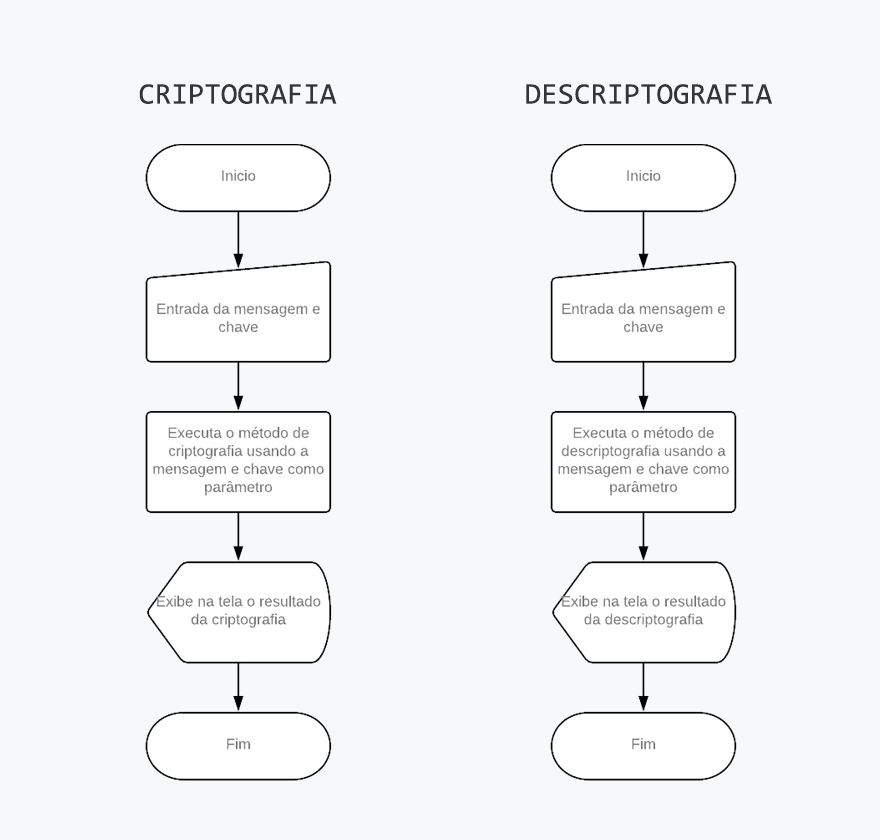 CRIPTOGRAFIA
Inicio
Entrada da mensagem e
chave
Executa o método de
criptografia usando a
mensagem e chave como
parâmetro
Exibe na tela o resultado
da criptografia
Fim
DESCRIPTOGRAFIA
Inicio
Entrada da mensagem e
chave
Executa o método de
descriptografia usando a
mensagem e chave como
parâmetro
Exibe na tela o resultado
da descriptografia
Fim